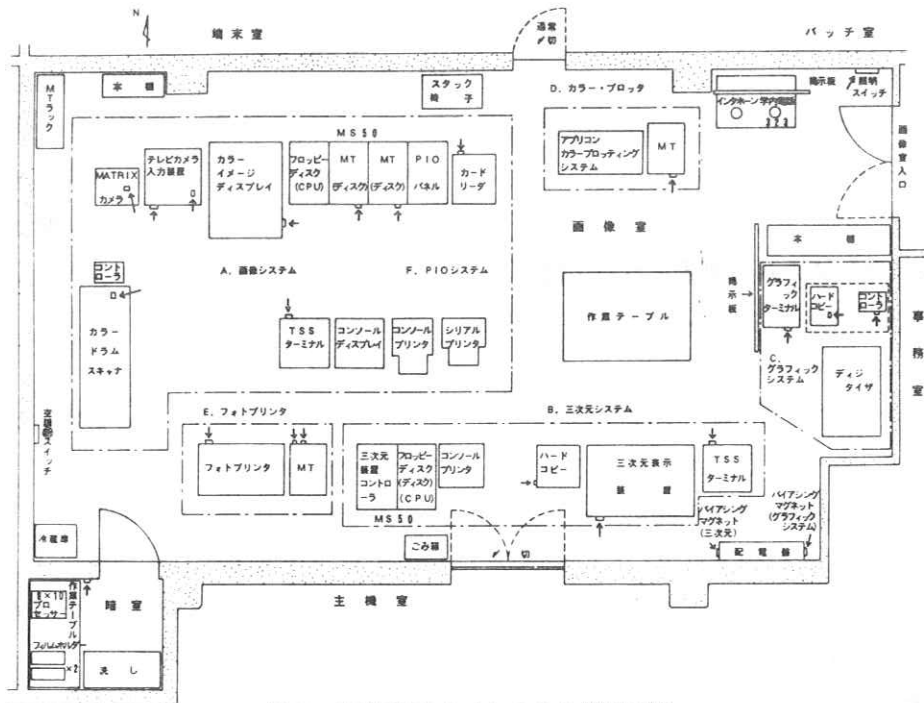 N
端末室
通常
〆切
バッチ室
MTラック
本棚
スタック
椅子
D.カラー・プロッタ
掲示板
照明
スイッチ
インタホーン
学内電話
323
画像室入口
MS50
アプリコン
カラープロッティング
システム
MT
MATRIX
カメラ
テレビカメラ
入力装置
カラー
イメージ
ディスプレイ
フロッピー
ディスク
(CPU)
MT
(ディスク)
MT
(ディスク)
PIO
パネル
カード
リーダ
画像室
本棚
コント
ローラ
A.画像システム
F.PIOシステム
掲示板
グラフィ
ック
ターミナル
ハード
コピー
コント
ローラ
事務室
カラー
ドラム
スキャナ
TSS
ターミナル
コンソール
ディスプレイ
コンソール
プリンタ
シリアル
プリンタ
作業テーブル
C.
グラフィック
システム
ディジ
タイザ
E.フォトプリンタ
B.三次元システム
空調機スイッチ
フォトプリンタ
MT
三次元
装置
コントロ
ーラ
フロッピー
ディスク
(ディスク)
(CPU)
コンソール
プリンタ
ハード
コピー
三次元表示
装置
TSS
ターミナル
MS50
バイアシング
マグネット
(三次元)
バイアシング
マグネット
(グラフィック
システム)
冷蔵庫
ごみ箱
〆切
配電器
8×10
プロ
セッサー
作業テーブル
暗室
主機室
フィルムホルダー
×2
洗し